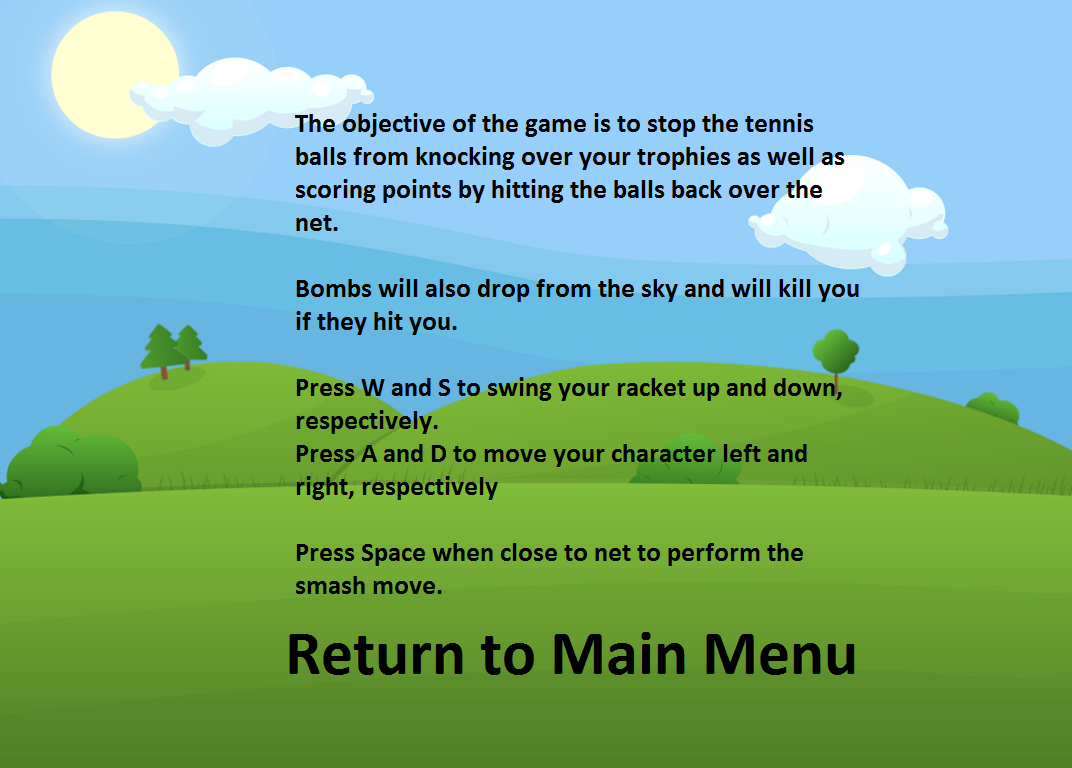 The objective of the game is to stop the tennis
balls from knocking over your trophies as well as
scoring points by hitting the balls back over the
net.
Bombs will also drop from the sky and will kill you
if they hit you.
Press W and S to swing your racket up and down,
respectively.
Press A and D to move your character left and
right, respectively
Press Space when close to net to perform the
smash move.
Return to Main Menu